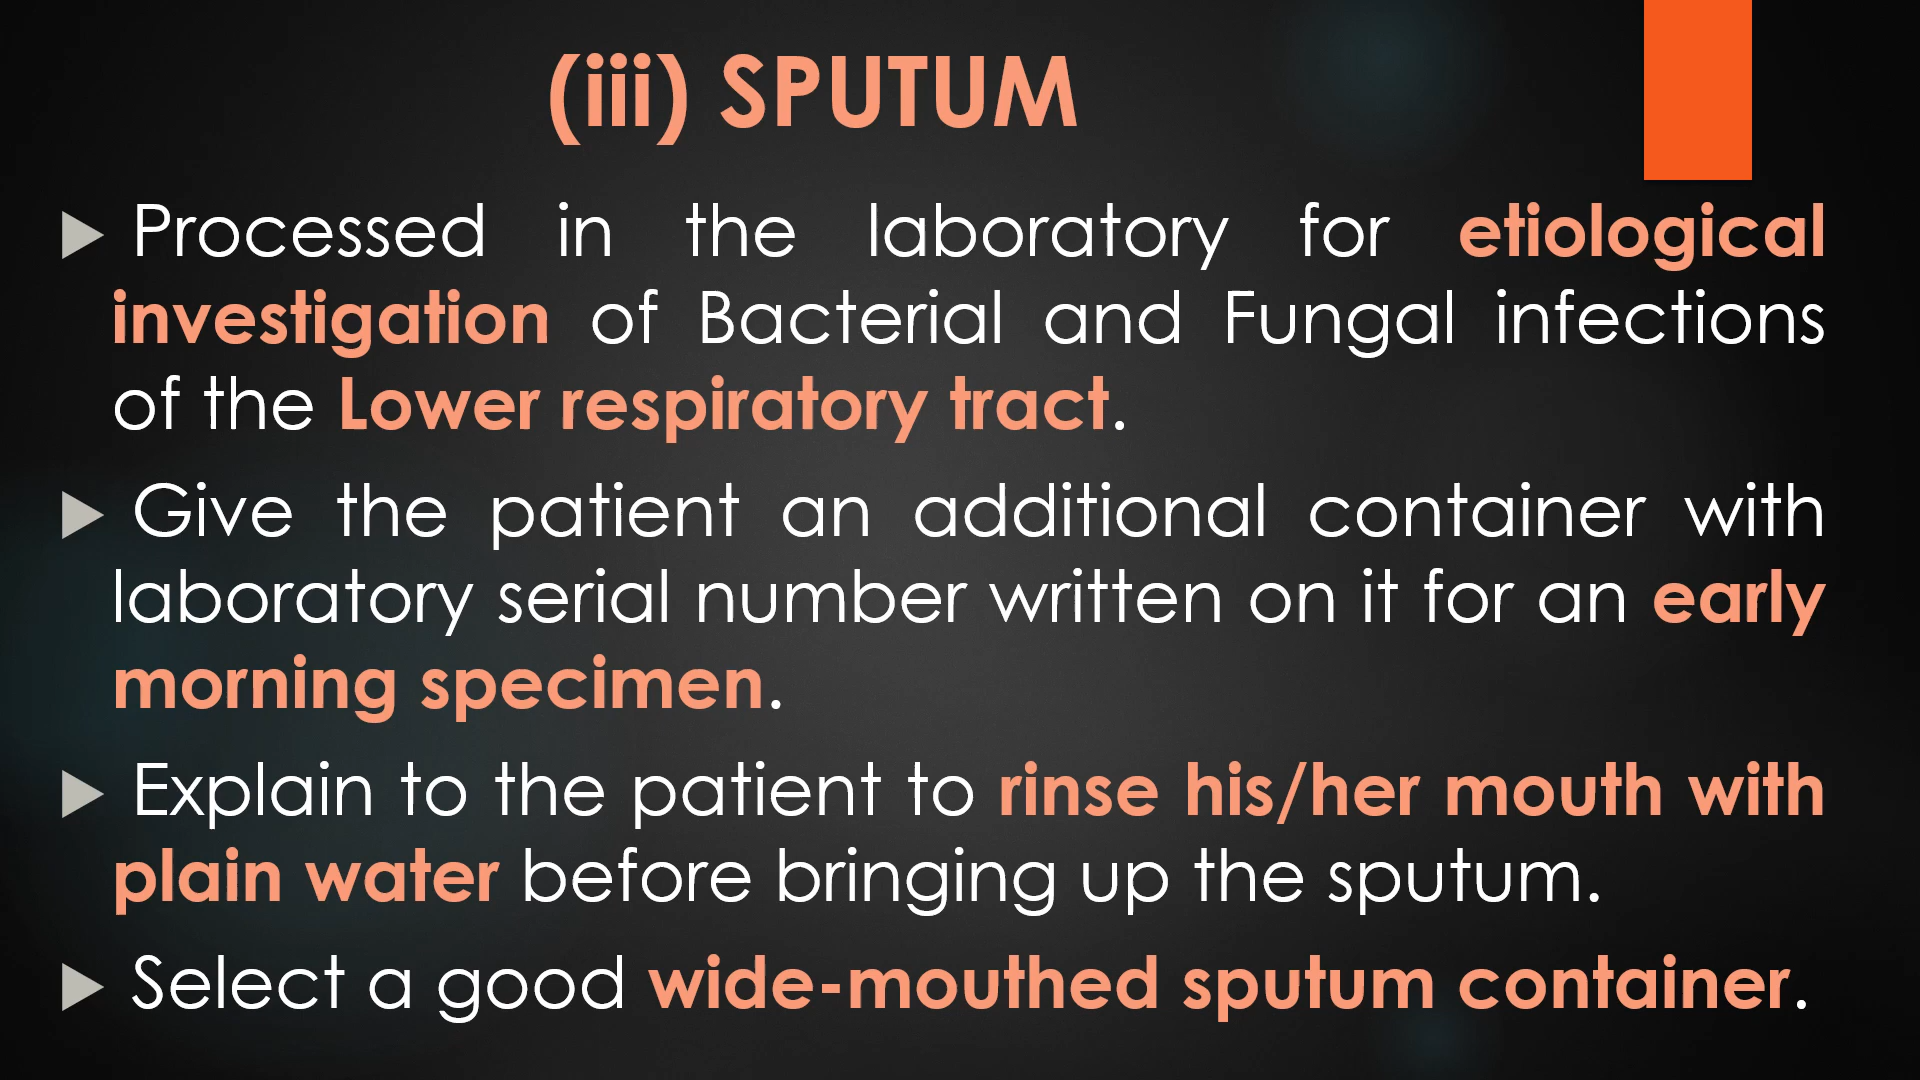 (iii) SPUTUM
Processed in the laboratory for etiological
investigation of Bacterial and Fungal infections
of the Lower respiratory tract.
Give the patient an additional container with
laboratory serial number written on it for an early
morning specimen.
Explain to the patient to rinse his/her mouth with
plain water before bringing up the sputum.
Select a good wide-mouthed sputum container.